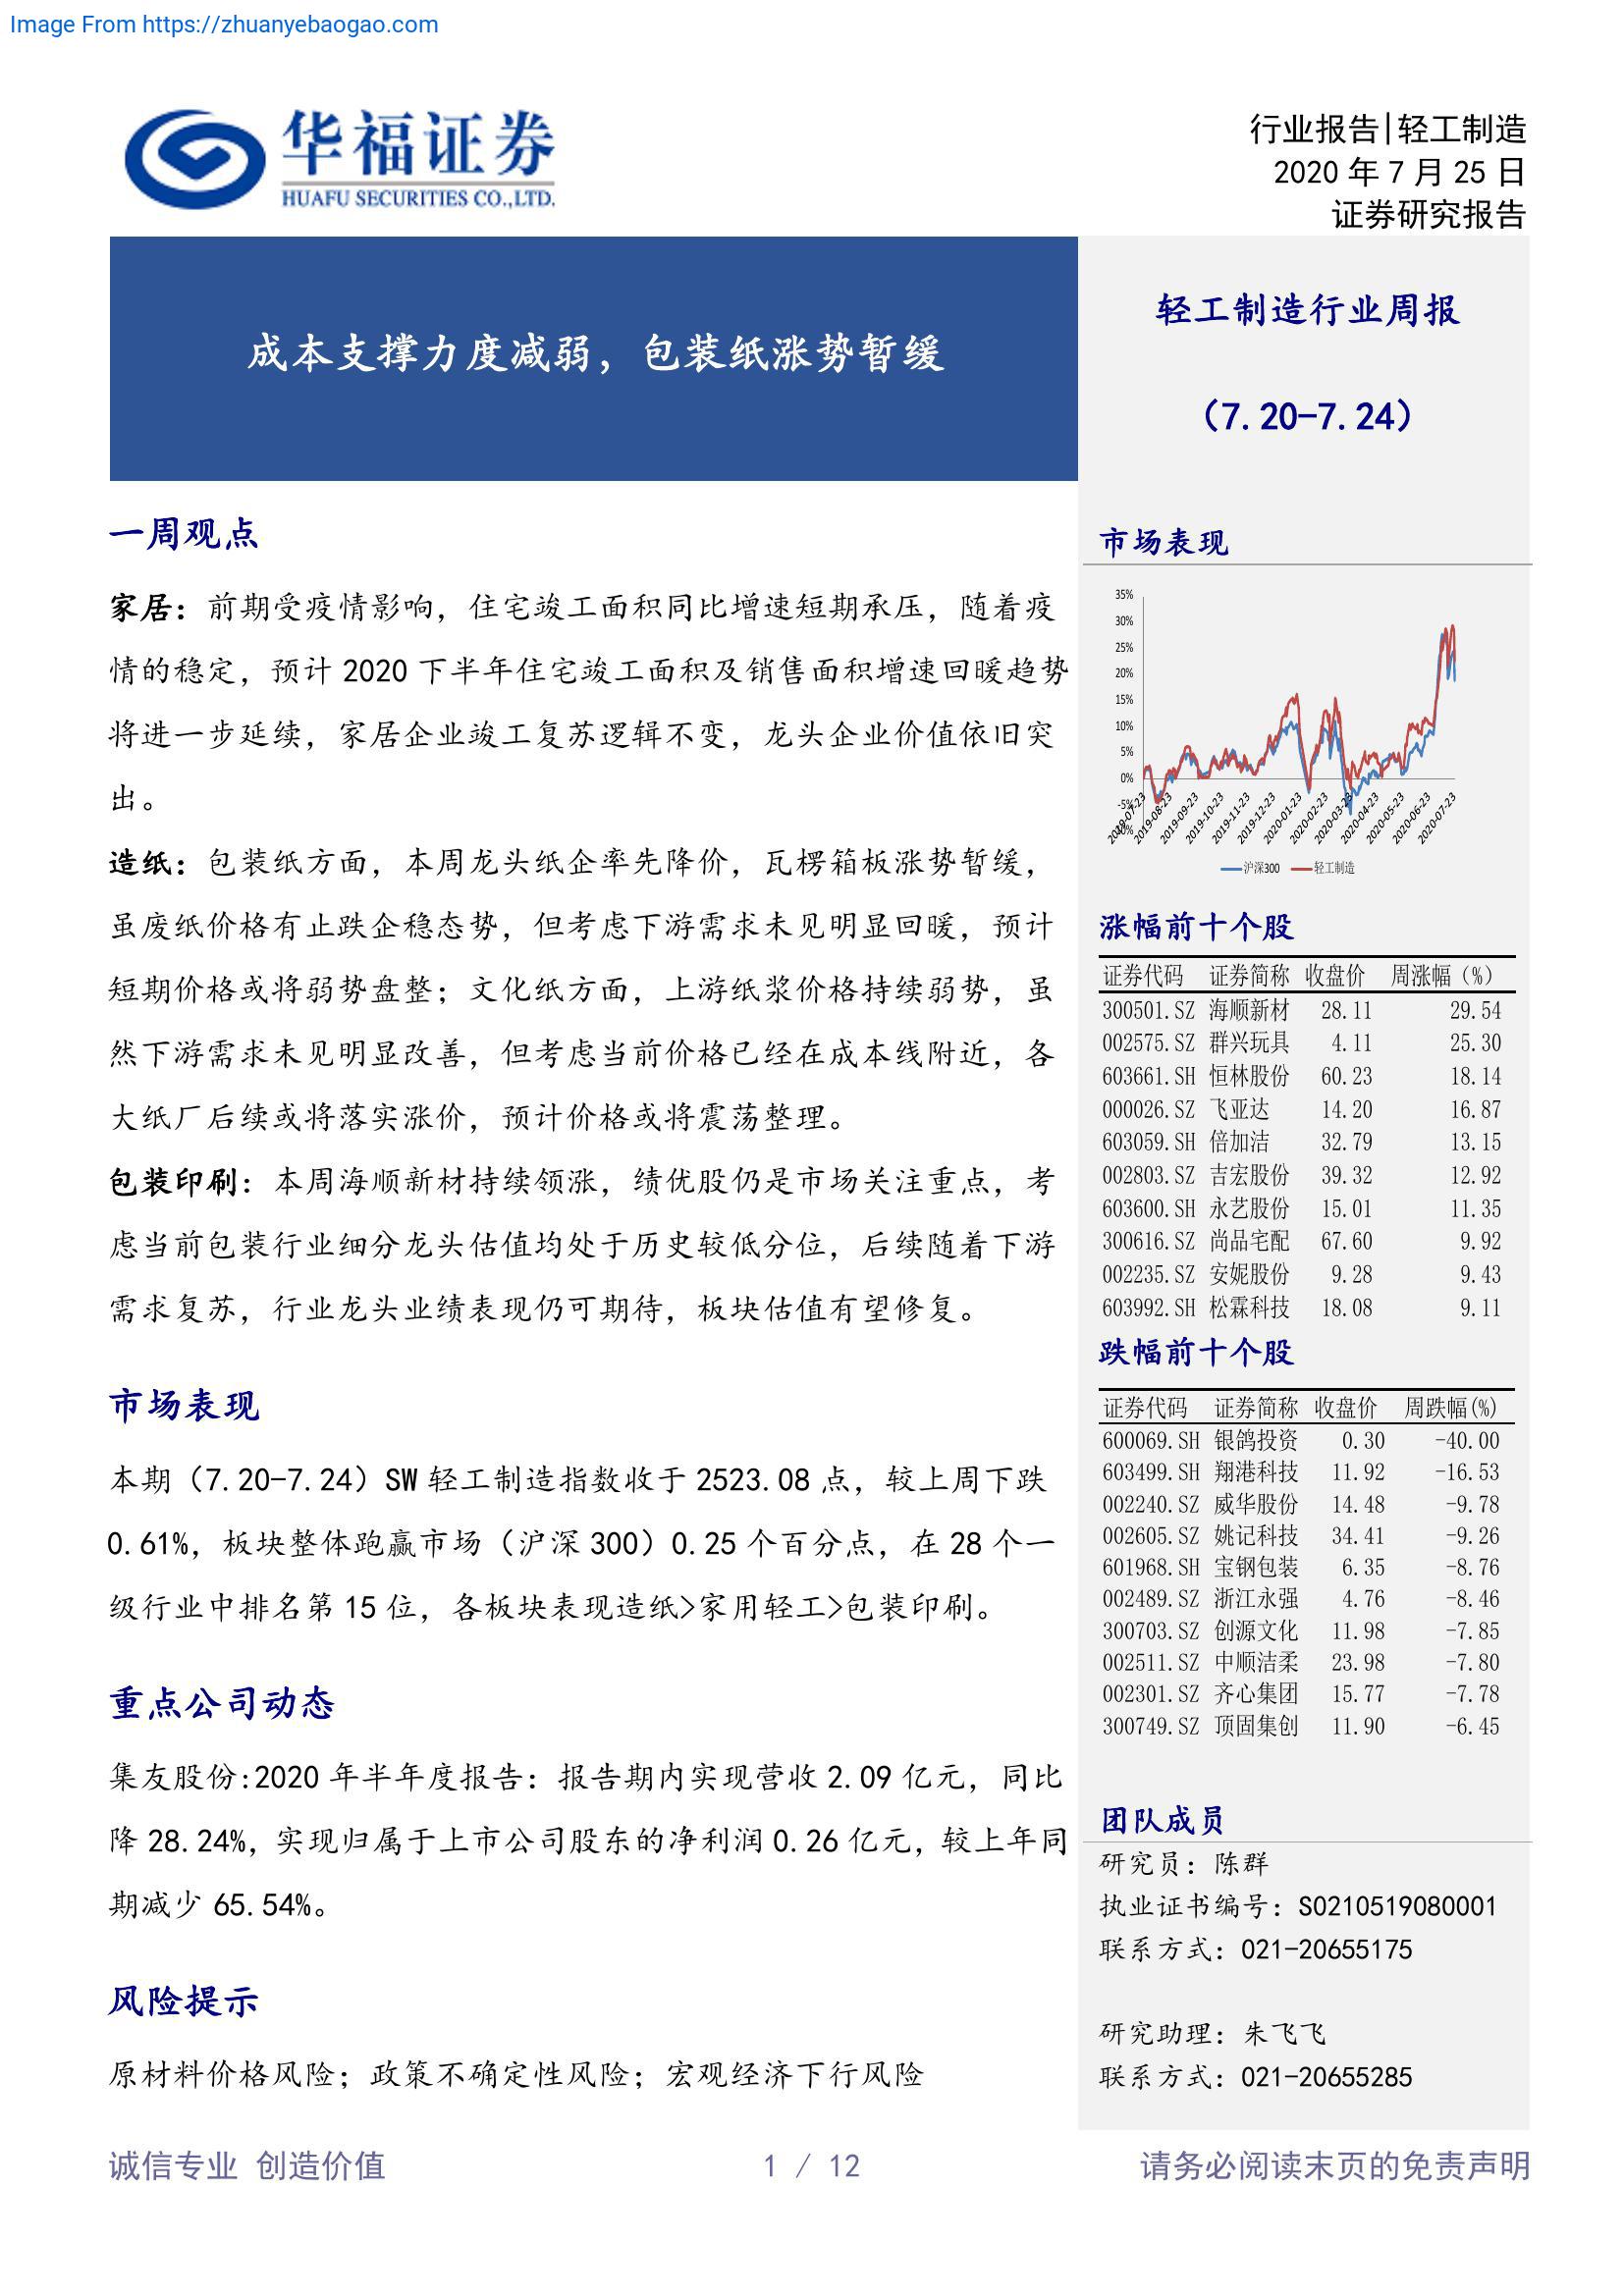 Image From https://zhuanyebaogao.com
华福证券
HUAFU SECURITIES CO.,LTD.
行业报告|轻工制造
2020 年 7 月 25 日
证券研究报告
成本支撑力度减弱，包装纸涨势暂缓
轻工制造行业周报
（7.20-7.24）
一周观点
家居：前期受疫情影响，住宅竣工面积同比增速短期承压，随着疫
情的稳定，预计 2020 下半年住宅竣工面积及销售面积增速回暖趋势
将进一步延续，家居企业竣工复苏逻辑不变，龙头企业价值依旧突
出。
造纸：包装纸方面，本周龙头纸企率先降价，瓦楞箱板涨势暂缓，
虽废纸价格有止跌企稳态势，但考虑下游需求未见明显回暖，预计
短期价格或将弱势盘整；文化纸方面，上游纸浆价格持续弱势，虽
然下游需求未见明显改善，但考虑当前价格已经在成本线附近，各
大纸厂后续或将落实涨价，预计价格或将震荡整理。
包装印刷：本周海顺新材持续领涨，绩优股仍是市场关注重点，考
虑当前包装行业细分龙头估值均处于历史较低分位，后续随着下游
需求复苏，行业龙头业绩表现仍可期待，板块估值有望修复。
市场表现
本期（7.20-7.24）SW 轻工制造指数收于 2523.08 点，较上周下跌
0.61%，板块整体跑赢市场（沪深 300）0.25 个百分点，在 28 个一
级行业中排名第 15 位，各板块表现造纸>家用轻工>包装印刷。
重点公司动态
集友股份:2020 年半年度报告：报告期内实现营收 2.09 亿元，同比
降 28.24%，实现归属于上市公司股东的净利润 0.26 亿元，较上年同
期减少 65.54%。
风险提示
原材料价格风险；政策不确定性风险；宏观经济下行风险
市场表现
35%
30%
25%
20%
15%
10%
5%
0%
-5%
-10%
2019-07-23
2019-08-23
2019-09-23
2019-10-23
2019-11-23
2019-12-23
2020-01-23
2020-02-23
2020-03-23
2020-04-23
2020-05-23
2020-06-23
2020-07-23
沪深300 轻工制造
涨幅前十个股
证券代码 证券简称 收盘价 周涨幅（%）
300501.SZ 海顺新材 28.11 29.54
002575.SZ 群兴玩具 4.11 25.30
603661.SH 恒林股份 60.23 18.14
000026.SZ 飞亚达 14.20 16.87
603059.SH 倍加洁 32.79 13.15
002803.SZ 吉宏股份 39.32 12.92
603600.SH 永艺股份 15.01 11.35
300616.SZ 尚品宅配 67.60 9.92
002235.SZ 安妮股份 9.28 9.43
603992.SH 松霖科技 18.08 9.11
跌幅前十个股
证券代码 证券简称 收盘价 周跌幅(%)
600069.SH 银鸽投资 0.30 -40.00
603499.SH 翔港科技 11.92 -16.53
002240.SZ 威华股份 14.48 -9.78
002605.SZ 姚记科技 34.41 -9.26
601968.SH 宝钢包装 6.35 -8.76
002489.SZ 浙江永强 4.76 -8.46
300703.SZ 创源文化 11.98 -7.85
002511.SZ 中顺洁柔 23.98 -7.80
002301.SZ 齐心集团 15.77 -7.78
300749.SZ 顶固集创 11.90 -6.45
团队成员
研究员：陈群
执业证书编号：S0210519080001
联系方式：021-20655175
研究助理：朱飞飞
联系方式：021-20655285
诚信专业 创造价值
1 / 12
请务必阅读末页的免责声明